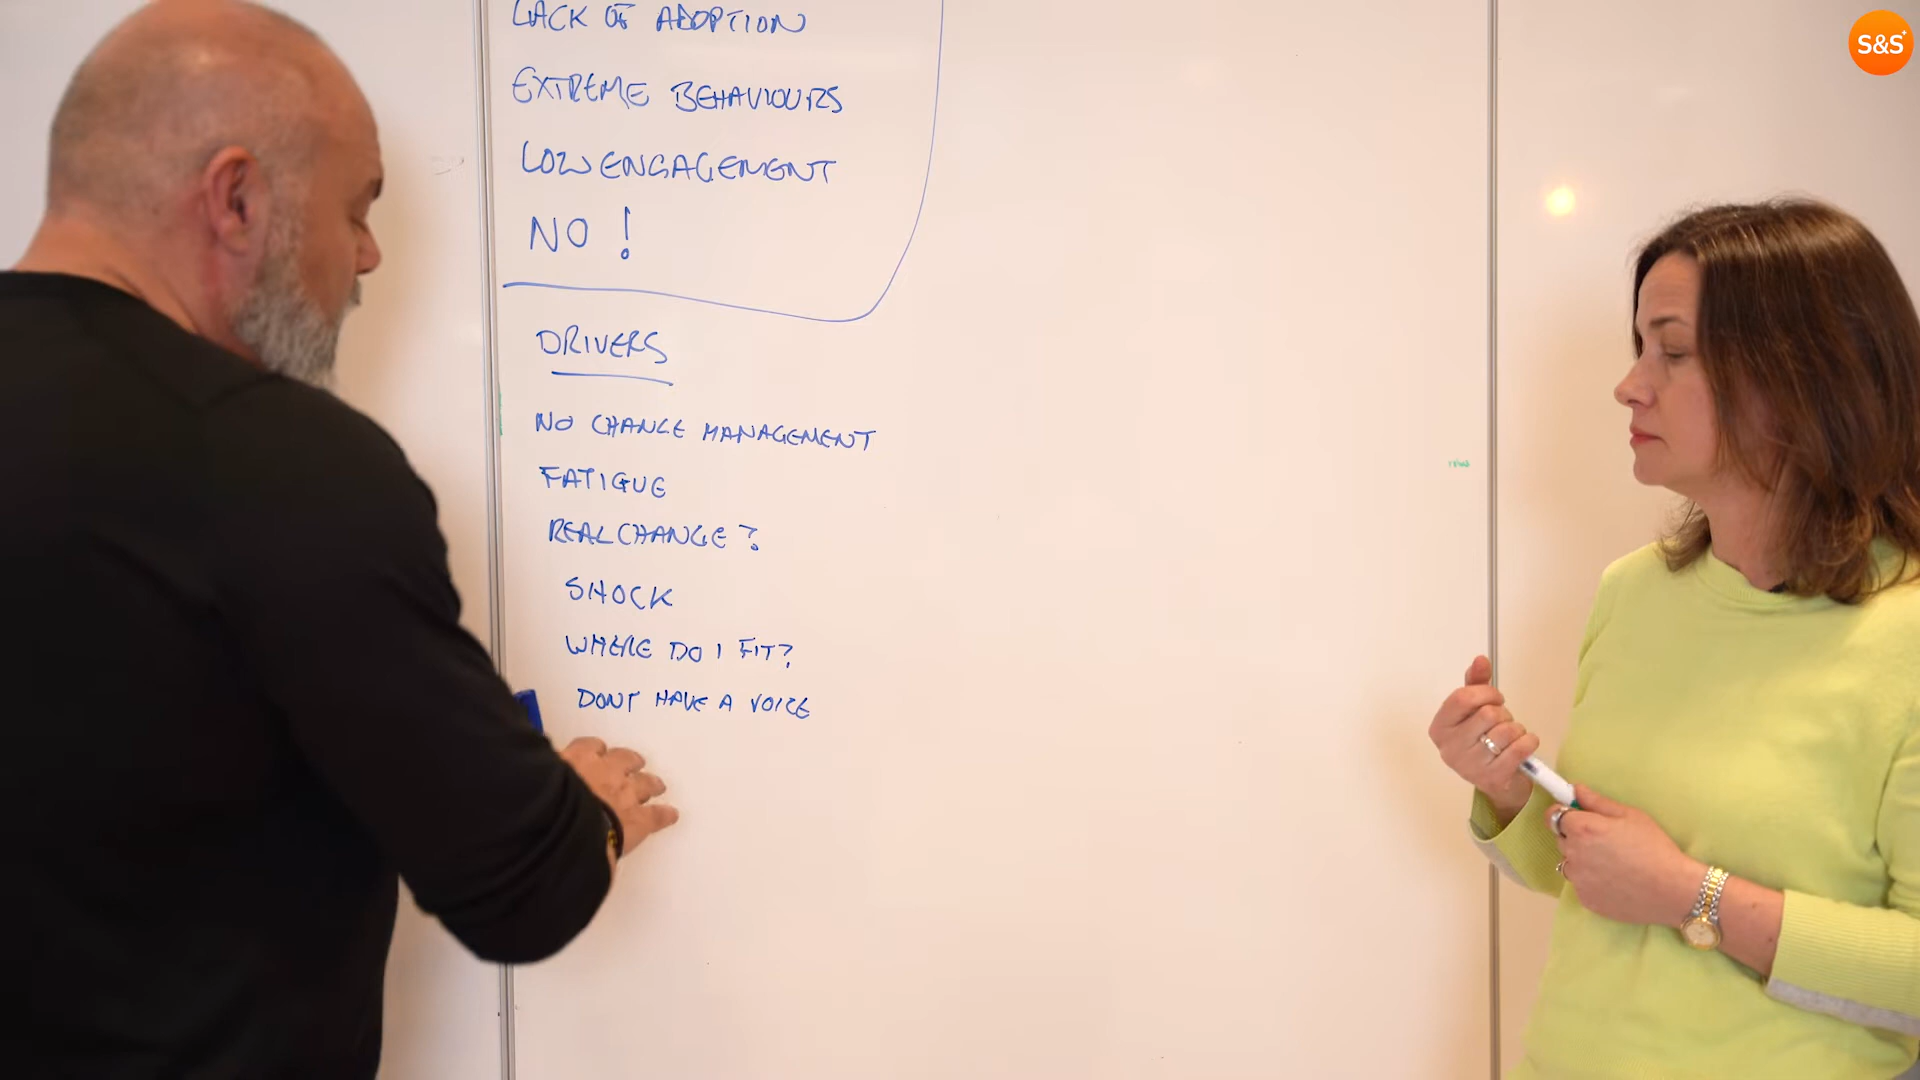 LACK OF ADOPTION
EXTREME BEHAVIOURS
LOW ENGAGEMENT
NO !
DRIVERS
NO CHANGE MANAGEMENT
FATIGUE
REAL CHANGE ?
SHOCK
WHERE DO I FIT?
DONT HAVE A VOICE
S&S+